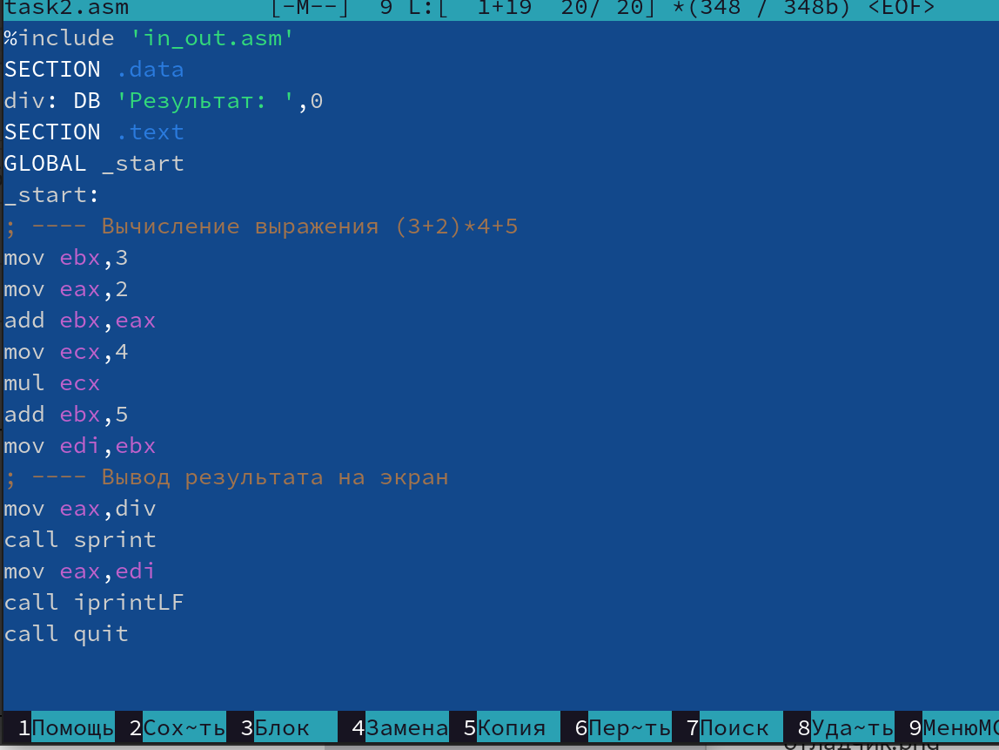 task2.asm [-M--] 9 L:[ 1+19 20/ 20] *(348 / 348b) <EOF>
%include 'in_out.asm'
SECTION .data
div: DB 'Результат: ',0
SECTION .text
GLOBAL _start
_start:
; ---- Вычисление выражения (3+2)*4+5
mov ebx,3
mov eax,2
add ebx,eax
mov ecx,4
mul ecx
add ebx,5
mov edi,ebx
; ---- Вывод результата на экран
mov eax,div
call sprint
mov eax,edi
call iprintLF
call quit
1Помощь 2Сох~ть 3Блок 4Замена 5Копия 6Пер~ть 7Поиск 8Уда~ть 9МенюМС